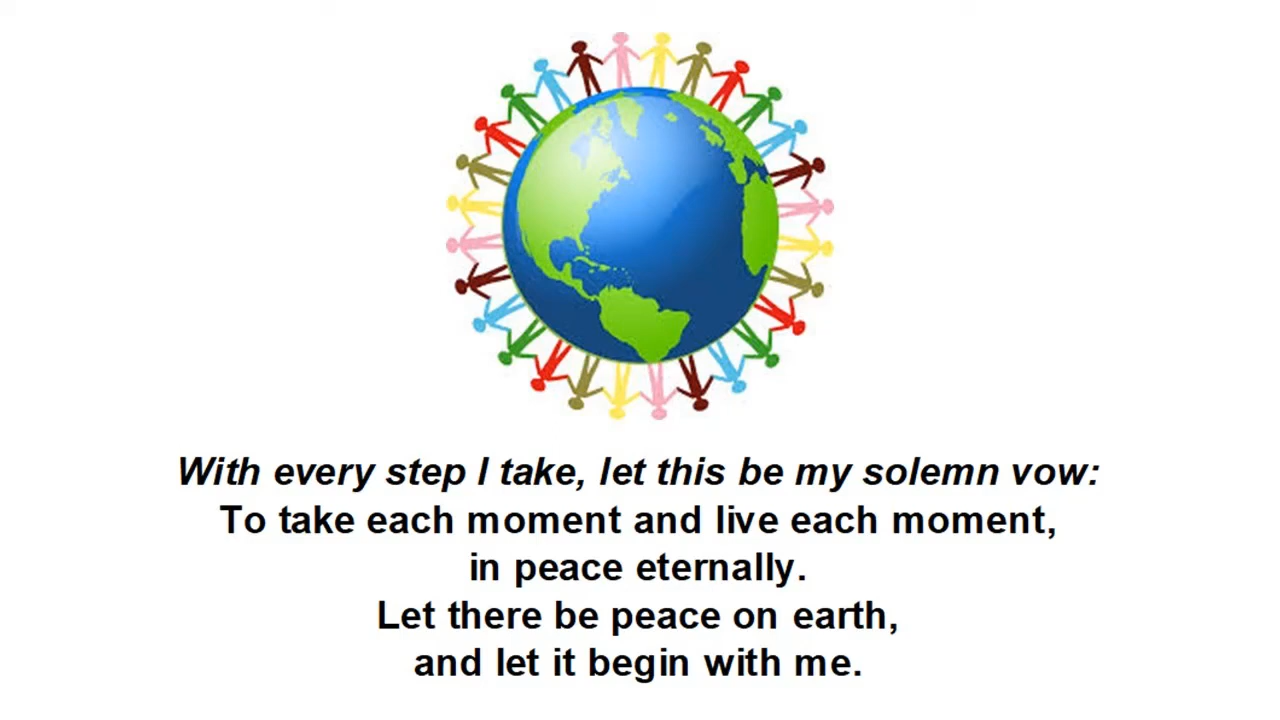 With every step I take, let this be my solemn vow:
To take each moment and live each moment,
in peace eternally.
Let there be peace on earth,
and let it begin with me.